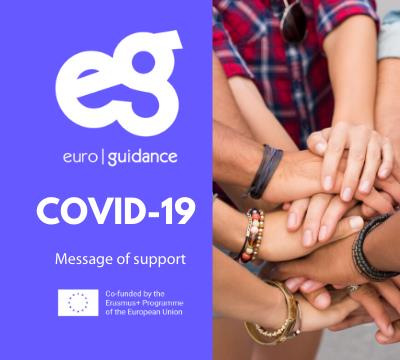 eg
euro|guidance
COVID-19
Message of support
Co-funded by the
Erasmus+ Programme
of the European Union